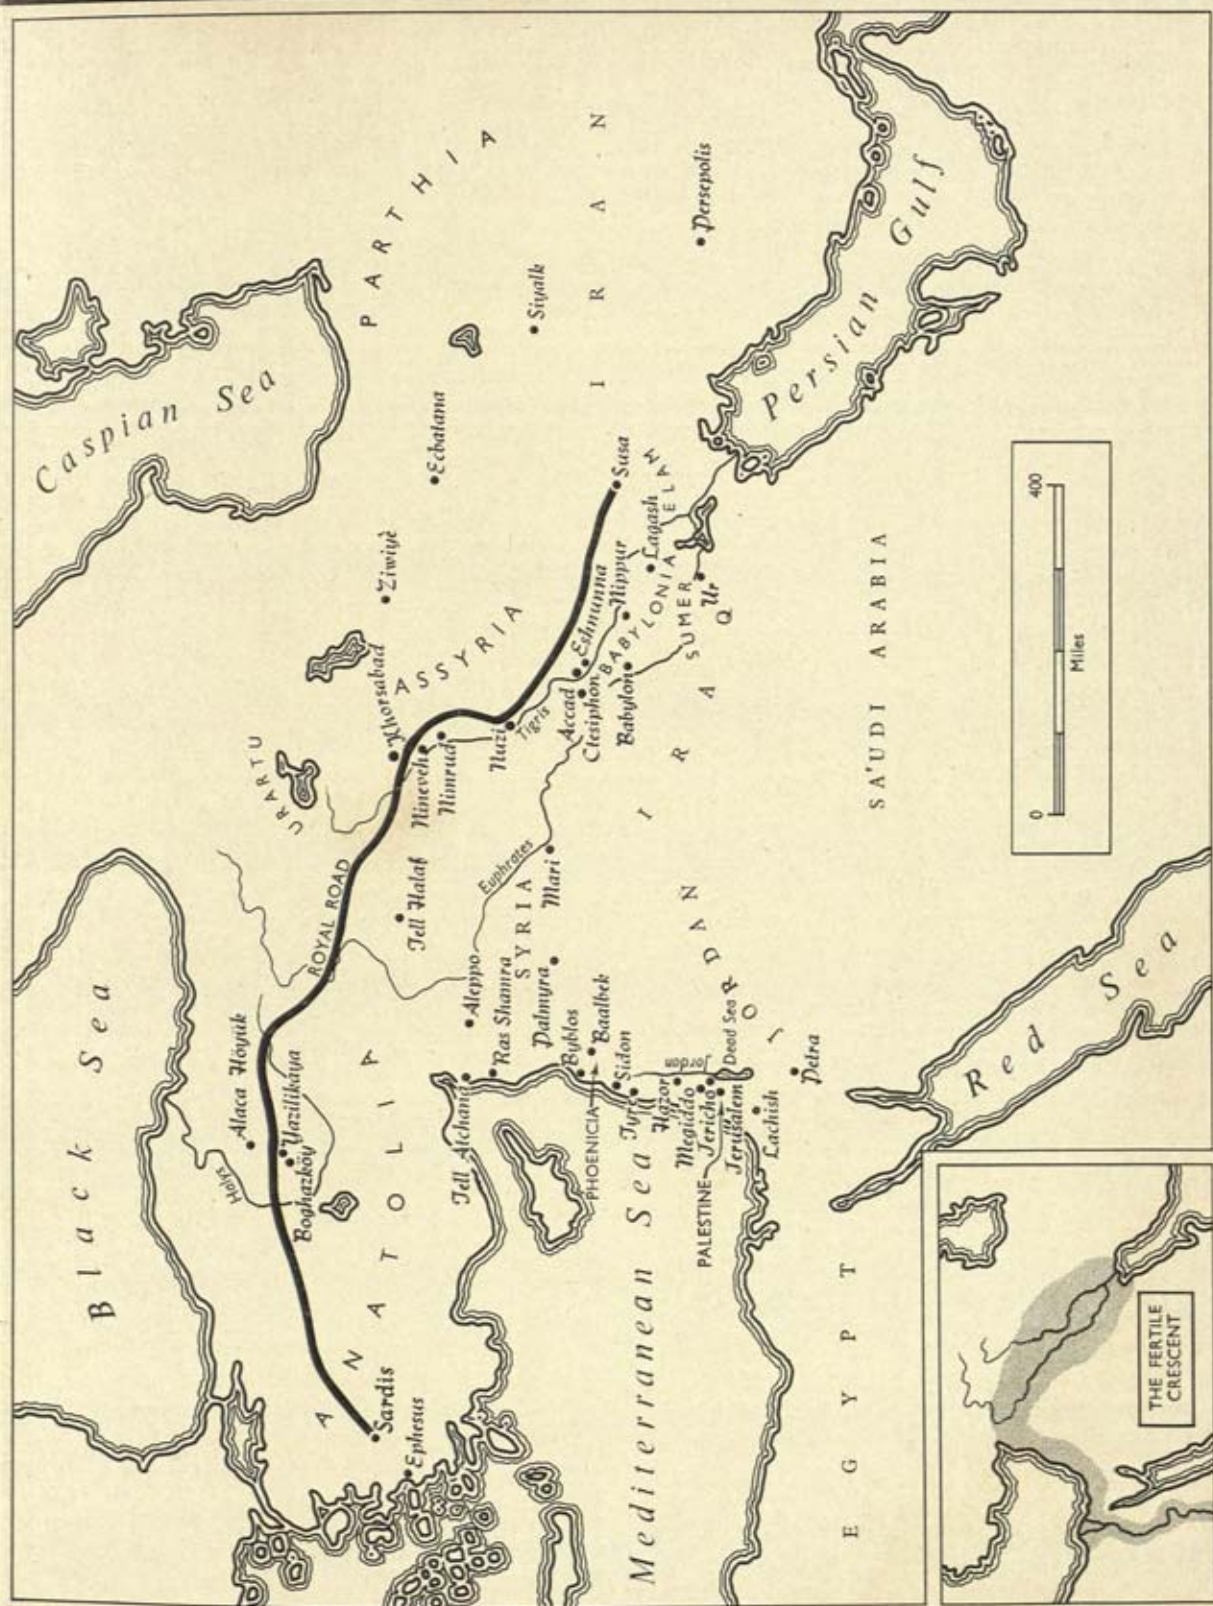 Black Sea
Caspian Sea
Halys
Alaca Höyük
Yazilikaya
Boghazköy
ROYAL ROAD
URARTU
Khorsabad
Ziwiyè
PARTHIA
ANATOLIA
Sardis
Ephesus
Tell Halaf
Nineveh
Nimrud
ASSYRIA
Ecbatana
Tell Atchana
Aleppo
Ras Shamra
SYRIA
Euphrates
Nuzi
Tigris
Siyalk
Palmyra
Mari
Accad
Eshnunna
Ctesiphon
Susa
IRAN
Byblos
Baalbek
PHOENICIA
Sidon
Tyre
Babylon
BABYLONIA
Nippur
Lagash
ELAM
SUMER
Ur
IRAQ
Persepolis
Mediterranean Sea
Hazor
Jordan
Megiddo
Jericho
PALESTINE
Jerusalem
Dead Sea
Lachish
JORDAN
Petra
Persian Gulf
EGYPT
SA'UDI ARABIA
Red Sea
0 400
Miles
THE FERTILE
CRESCENT